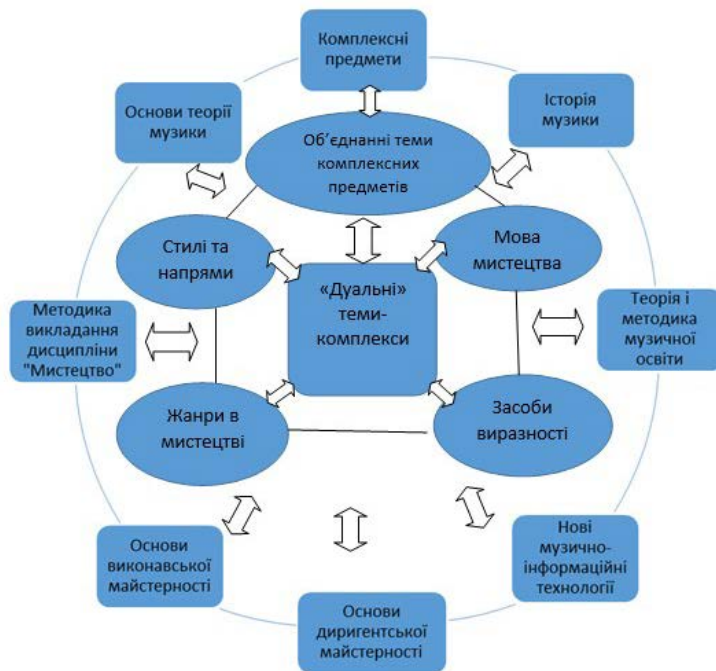 Комплексні
предмети
Основи теорії
музики
Історія
музики
Об’єднанні теми
комплексних
предметів
Стилі та
напрями
Мова
мистецтва
«Дуальні»
теми-
комплекси
Методика
викладання
дисципліни
"Мистецтво"
Теорія і
методика
музичної
освіти
Жанри в
мистецтві
Засоби
виразності
Основи
виконавської
майстерності
Нові
музично-
інформаційні
технології
Основи
диригентської
майстерності